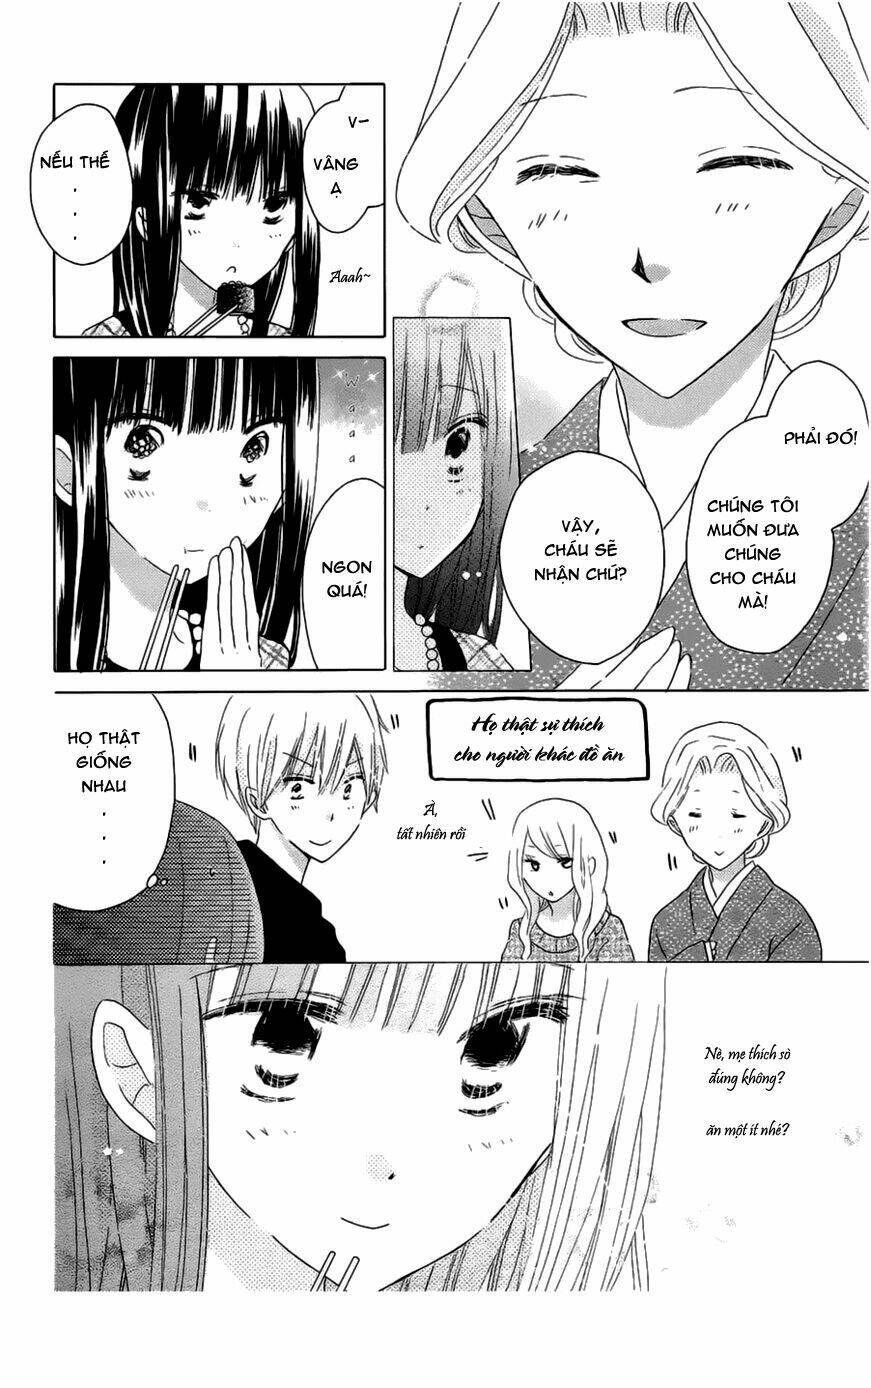 PHẢI ĐÓ!
CHÚNG TÔI
MUỐN ĐƯA
CHÚNG
CHO CHÁU
MÀ!
VẬY,
CHÁU SẼ
NHẬN CHỨ?
V-
VÂNG
Ạ
NẾU THẾ
.
.
.
Aaah~
Waaa
NGON
QUÁ!
Họ thật sự thích
cho người khác đồ ăn
À,
tất nhiên rồi
HỌ THẬT
GIỐNG
NHAU
.
.
.
Nè, mẹ thích sò
đúng không?
ăn một ít nhé?